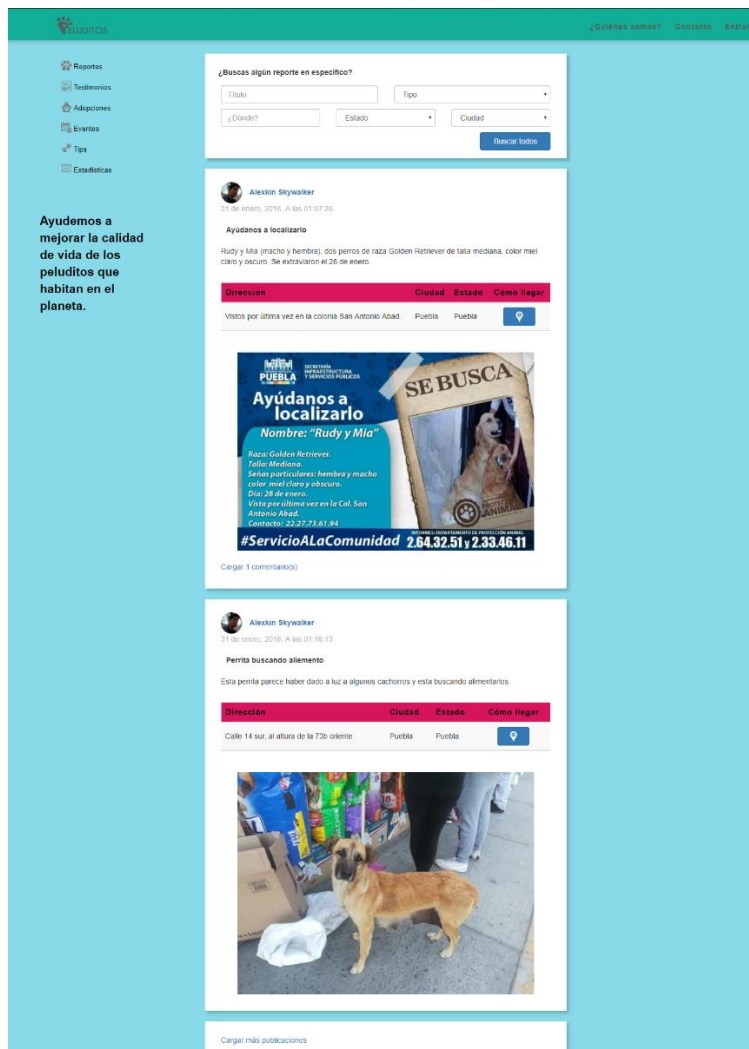 PELUDITOS
¿Quiénes somos? Contacto Entrar
Reportes
Testimonios
Adopciones
Eventos
Tips
Estadísticas
Ayudemos a
mejorar la calidad
de vida de los
peluditos que
habitan en el
planeta.
¿Buscas algún reporte en específico?
Título Tipo
¿Dónde? Estado Ciudad
Buscar todos
Alexkin Skywalker
31 de enero, 2018. A las 01:57:26
Ayúdanos a localizarlo
Rudy y Mia (macho y hembra), dos perros de raza Golden Retriever de talla mediana, color miel
claro y oscuro. Se extraviaron el 28 de enero.
Dirección Ciudad Estado Cómo llegar
Vistos por última vez en la colonia San Antonio Abad. Puebla Puebla
PUEBLA
SECRETARÍA
INFRAESTRUCTURA
Y SERVICIOS PÚBLICOS
Ayúdanos a
localizarlo
Nombre: "Rudy y Mia"
Raza: Golden Retriever.
Talla: Mediana.
Señas particulares: hembra y macho
color miel claro y obscuro.
Día: 28 de enero.
Vista por última vez en la Col. San
Antonio Abad.
Contacto: 22.27.73.61.94
SE BUSCA
PROTECCIÓN
ANIMAL
#ServicioALaComunidad
INFORMES: DEPARTAMENTO DE PROTECCIÓN ANIMAL
2.64.32.51 y 2.33.46.11
Cargar 1 comentario(s)
Alexkin Skywalker
31 de enero, 2018. A las 01:16:13
Perrita buscando aliemento
Esta perrita parece haber dado a luz a algunos cachorros y esta buscando alimentarlos.
Dirección Ciudad Estado Cómo llegar
Calle 14 sur, al altura de la 73b oriente Puebla Puebla
Cargar más publicaciones